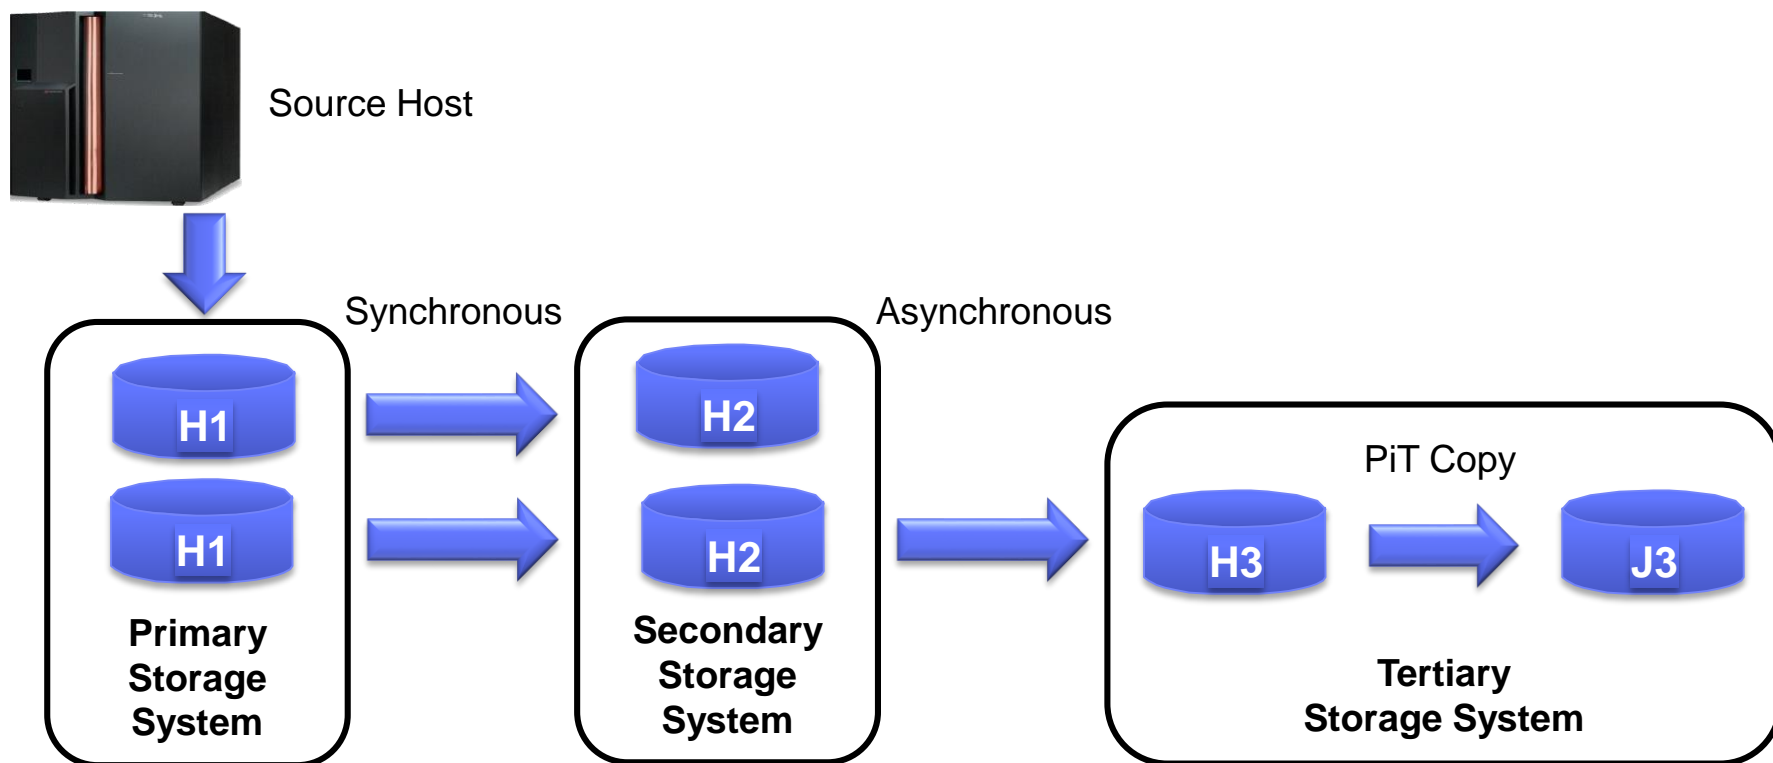 Source Host
Synchronous
Asynchronous
H1
H2
PiT Copy
H1
H2
H3
J3
Primary
Storage
System
Secondary
Storage
System
Tertiary
Storage System